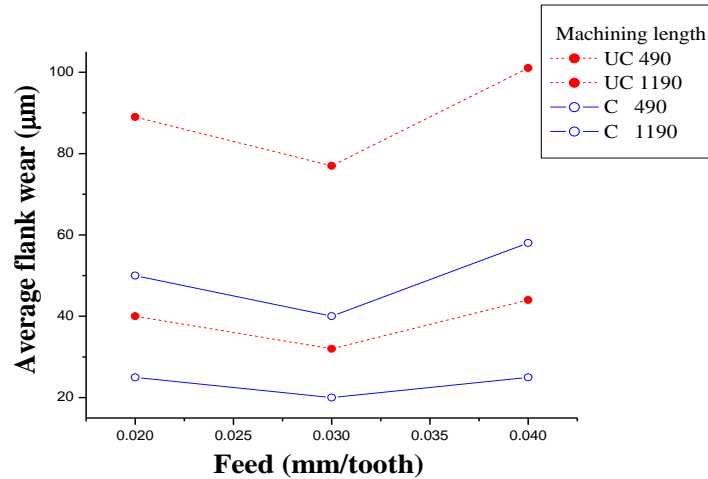 Machining length
UC 490
UC 1190
C 490
C 1190
100
80
60
40
20
Average flank wear (μm)
0.020 0.025 0.030 0.035 0.040
Feed (mm/tooth)